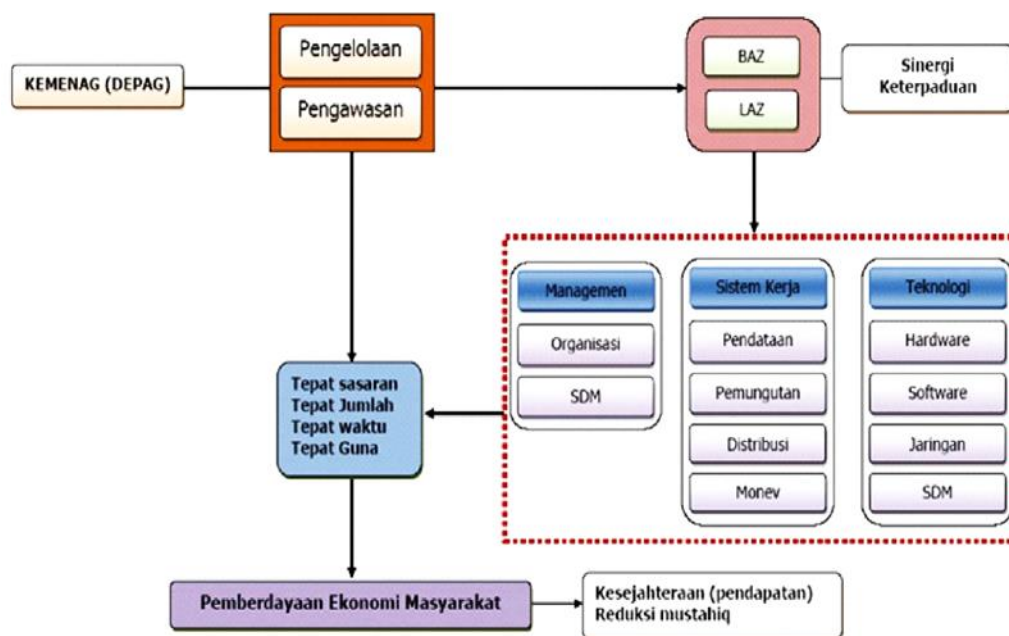 KEMENAG (DEPAG)
Pengelolaan
Pengawasan
BAZ
LAZ
Sinergi
Keterpaduan
Managemen
Organisasi
SDM
Sistem Kerja
Pendataan
Pemungutan
Distribusi
Monev
Teknologi
Hardware
Software
Jaringan
SDM
Tepat sasaran
Tepat Jumlah
Tepat waktu
Tepat Guna
Pemberdayaan Ekonomi Masyarakat
Kesejahteraan (pendapatan)
Reduksi mustahiq